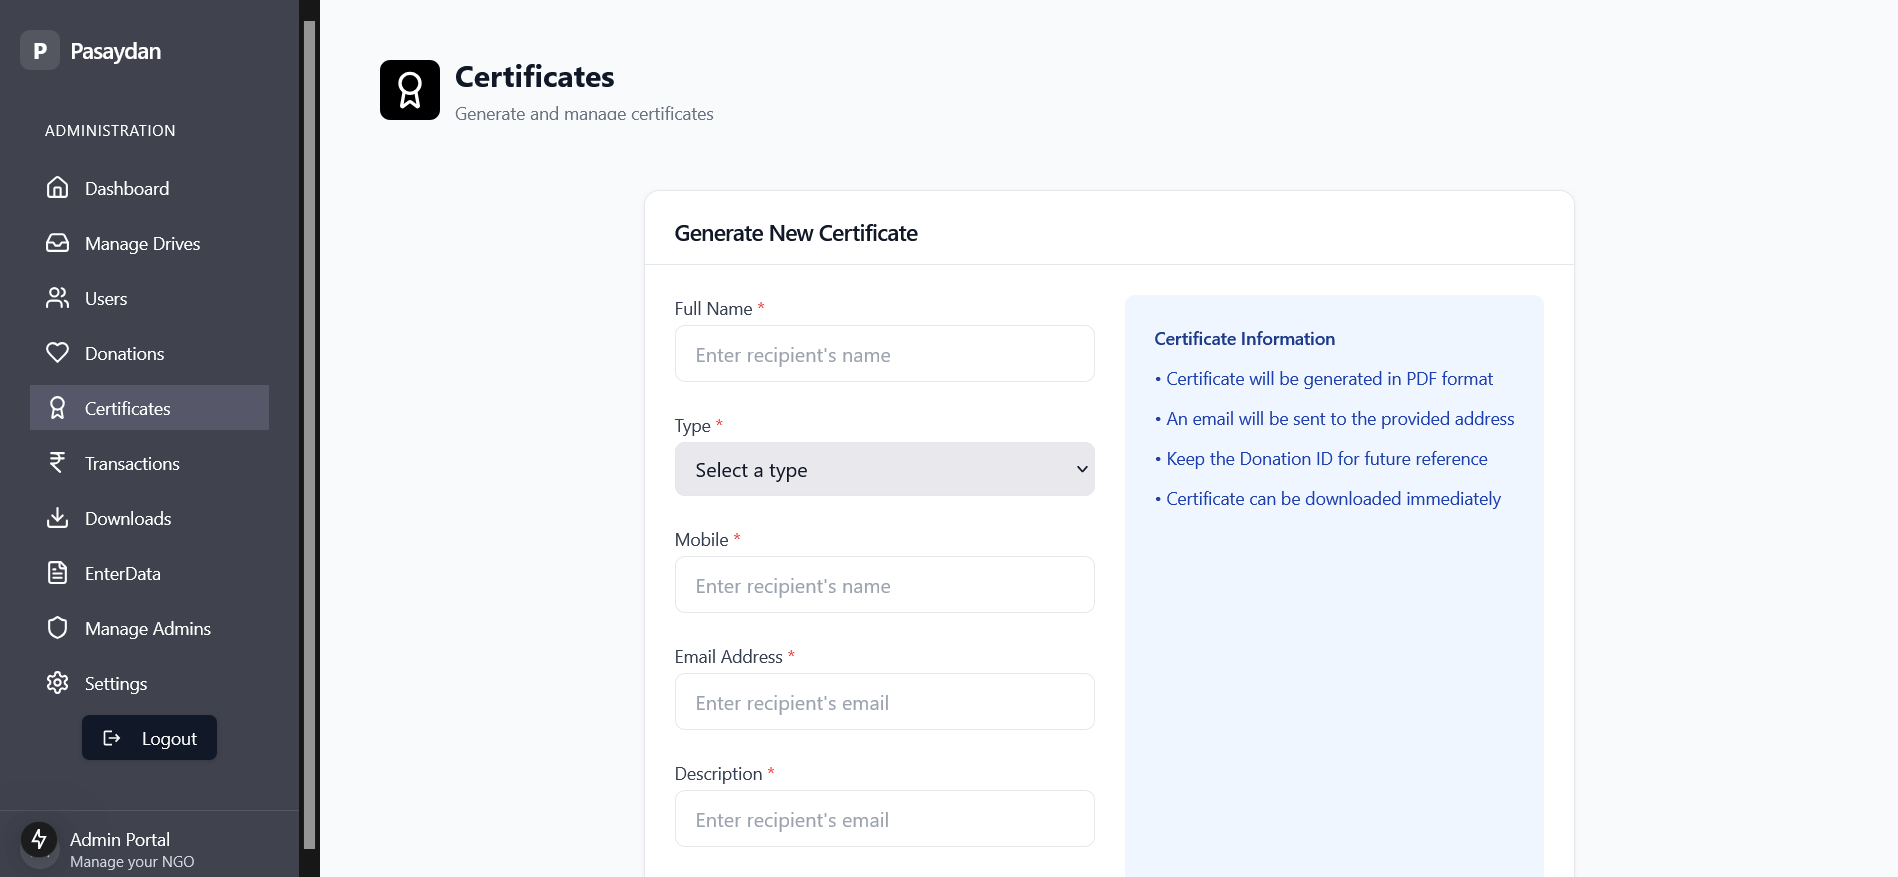 P Pasaydan
ADMINISTRATION
Dashboard
Manage Drives
Users
Donations
Certificates
Transactions
Downloads
EnterData
Manage Admins
Settings
Logout
Admin Portal
Manage your NGO
Certificates
Generate and manage certificates
Generate New Certificate
Full Name *
Enter recipient's name
Type *
Select a type
Mobile *
Enter recipient's name
Email Address *
Enter recipient's email
Description *
Enter recipient's email
Certificate Information
• Certificate will be generated in PDF format
• An email will be sent to the provided address
• Keep the Donation ID for future reference
• Certificate can be downloaded immediately